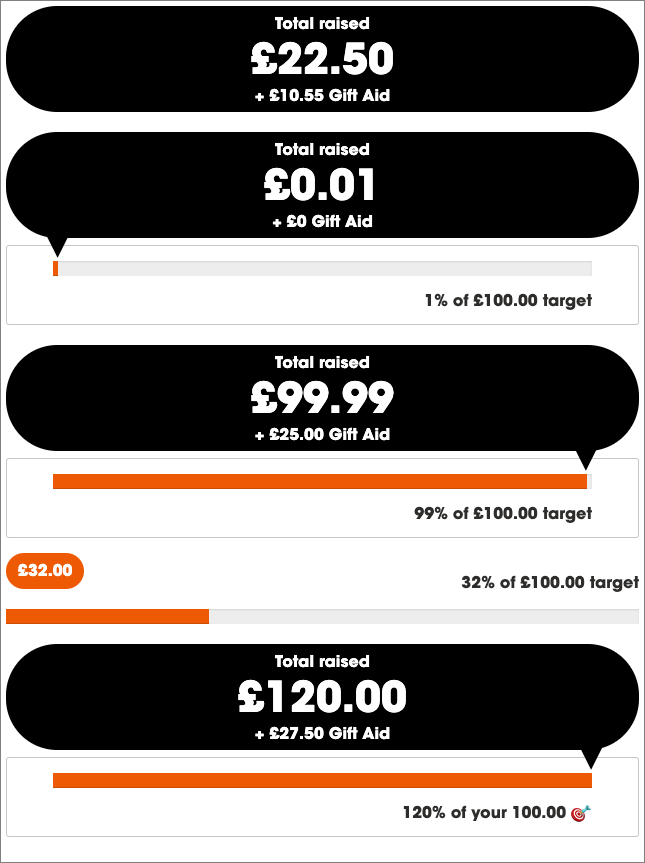 Total raised
£22.50
+ £10.55 Gift Aid
Total raised
£0.01
+ £0 Gift Aid
1% of £100.00 target
Total raised
£99.99
+ £25.00 Gift Aid
99% of £100.00 target
£32.00
32% of £100.00 target
Total raised
£120.00
+ £27.50 Gift Aid
120% of your 100.00 🎯